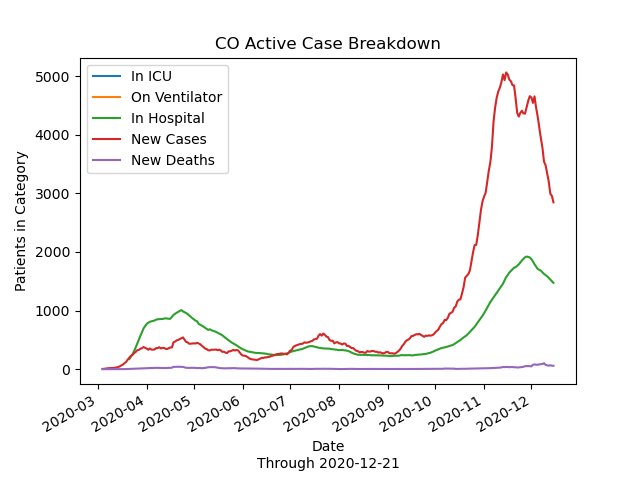 CO Active Case Breakdown
In ICU
On Ventilator
In Hospital
New Cases
New Deaths
Patients in Category
5000
4000
3000
2000
1000
0
2020-03
2020-04
2020-05
2020-06
2020-07
2020-08
2020-09
2020-10
2020-11
2020-12
Date
Through 2020-12-21